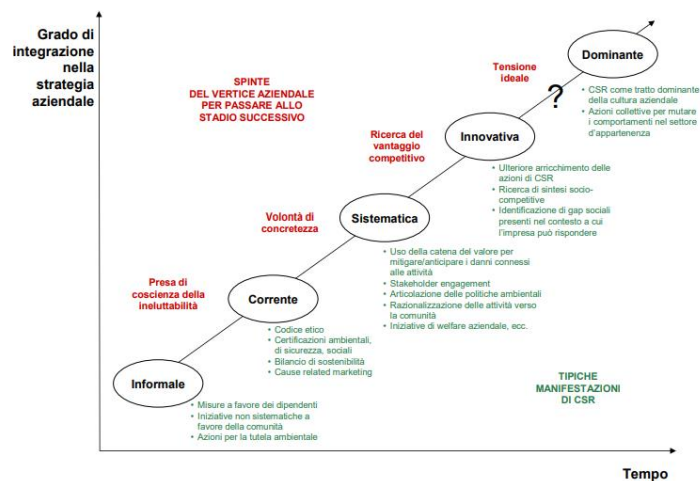 Grado di
integrazione
nella
strategia
aziendale
SPINTE
DEL VERTICE AZIENDALE
PER PASSARE ALLO
STADIO SUCCESSIVO
Tensione
ideale
?
Dominante
• CSR come tratto dominante
della cultura aziendale
• Azioni collettive per mutare
i comportamenti nel settore
d'appartenenza
Ricerca del
vantaggio
competitivo
Innovativa
• Ulteriore arricchimento delle
azioni di CSR
• Ricerca di sintesi socio-
competitive
• Identificazione di gap sociali
presenti nel contesto a cui
l'impresa può rispondere
Volontà di
concretezza
Sistematica
• Uso della catena del valore per
mitigare/anticipare i danni connessi
alle attività
• Stakeholder engagement
• Articolazione delle politiche ambientali
• Razionalizzazione delle attività verso
la comunità
• Iniziative di welfare aziendale, ecc.
Presa di
coscienza della
ineluttabilità
Corrente
• Codice etico
• Certificazioni ambientali,
di sicurezza, sociali
• Bilancio di sostenibilità
• Cause related marketing
Informale
• Misure a favore dei dipendenti
• Iniziative non sistematiche a
favore della comunità
• Azioni per la tutela ambientale
TIPICHE
MANIFESTAZIONI
DI CSR
Tempo